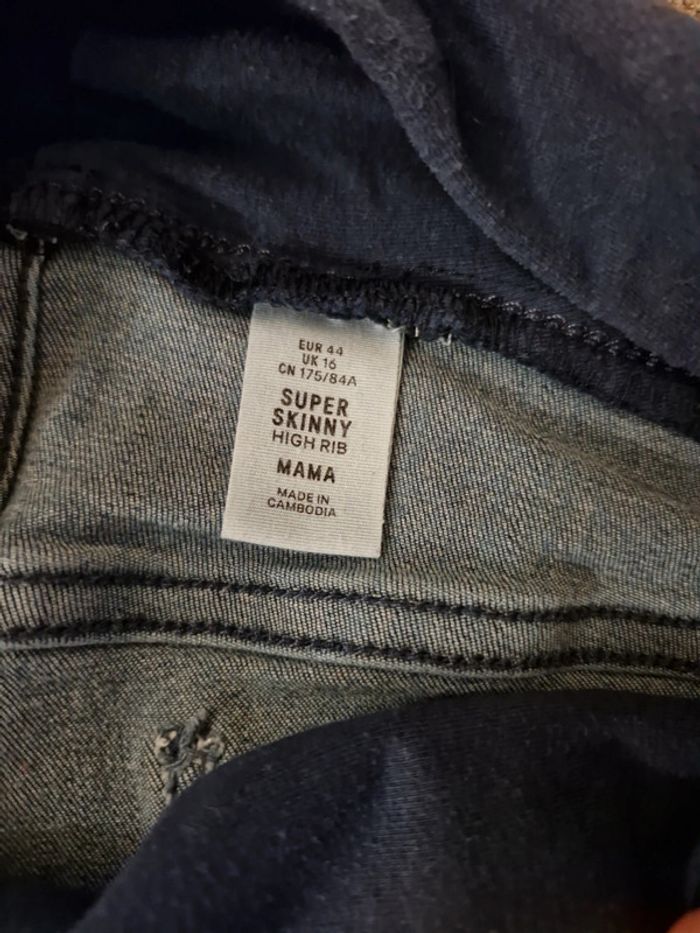 EUR 44
UK 16
CN 175/84A
SUPER
SKINNY
HIGH RIB
MAMA
MADE IN
CAMBODIA